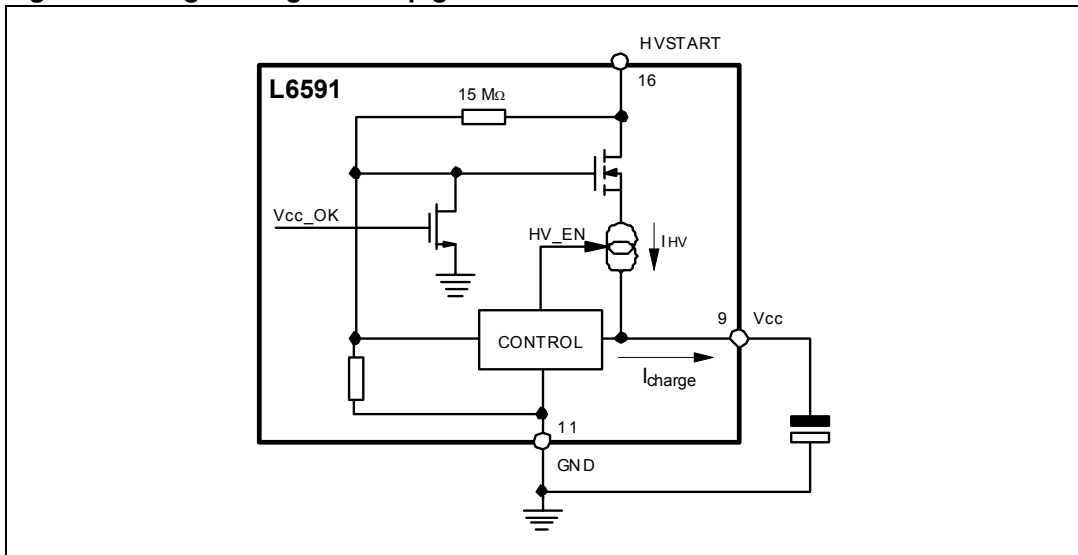 HVSTART
16
L6591
15 MΩ
Vcc_OK
HV_EN
IHV
9 Vcc
CONTROL
Icharge
11
GND